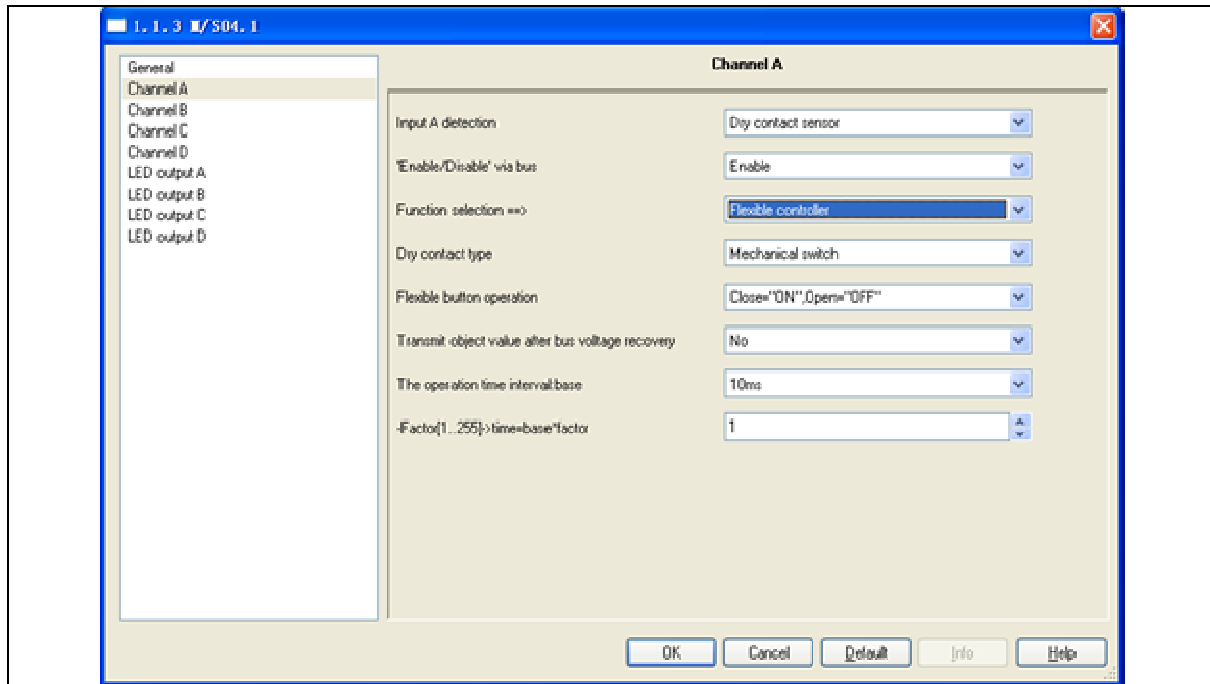 1.1.3 M/S04.1
General
Channel A
Channel B
Channel C
Channel D
LED output A
LED output B
LED output C
LED output D
Channel A
Input A detection
Dry contact sensor
'Enable/Disable' via bus
Enable
Function selection ==>
Flexible controller
Dry contact type
Mechanical switch
Flexible button operation
Close="ON",Open="OFF"
Transmit object value after bus voltage recovery
No
The operation time interval:base
10ms
-Factor[1...255]->time=base*factor
1
OK
Cancel
Default
Info
Help